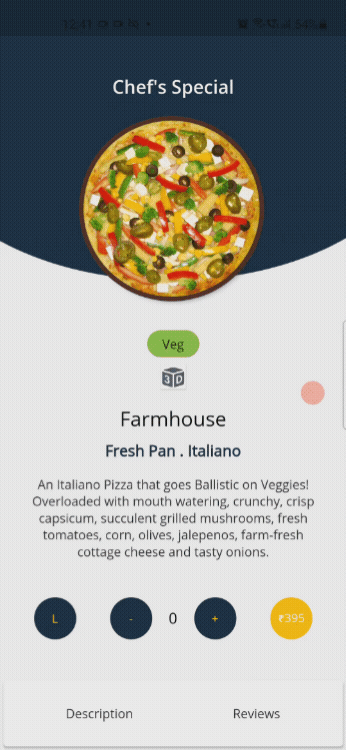 12:41
54%
Chef's Special
Veg
3D
Farmhouse
Fresh Pan . Italiano
An Italiano Pizza that goes Ballistic on Veggies!
Overloaded with mouth watering, crunchy, crisp
capsicum, succulent grilled mushrooms, fresh
tomatoes, corn, olives, jalepenos, farm-fresh
cottage cheese and tasty onions.
L - 0 + ₹395
Description Reviews